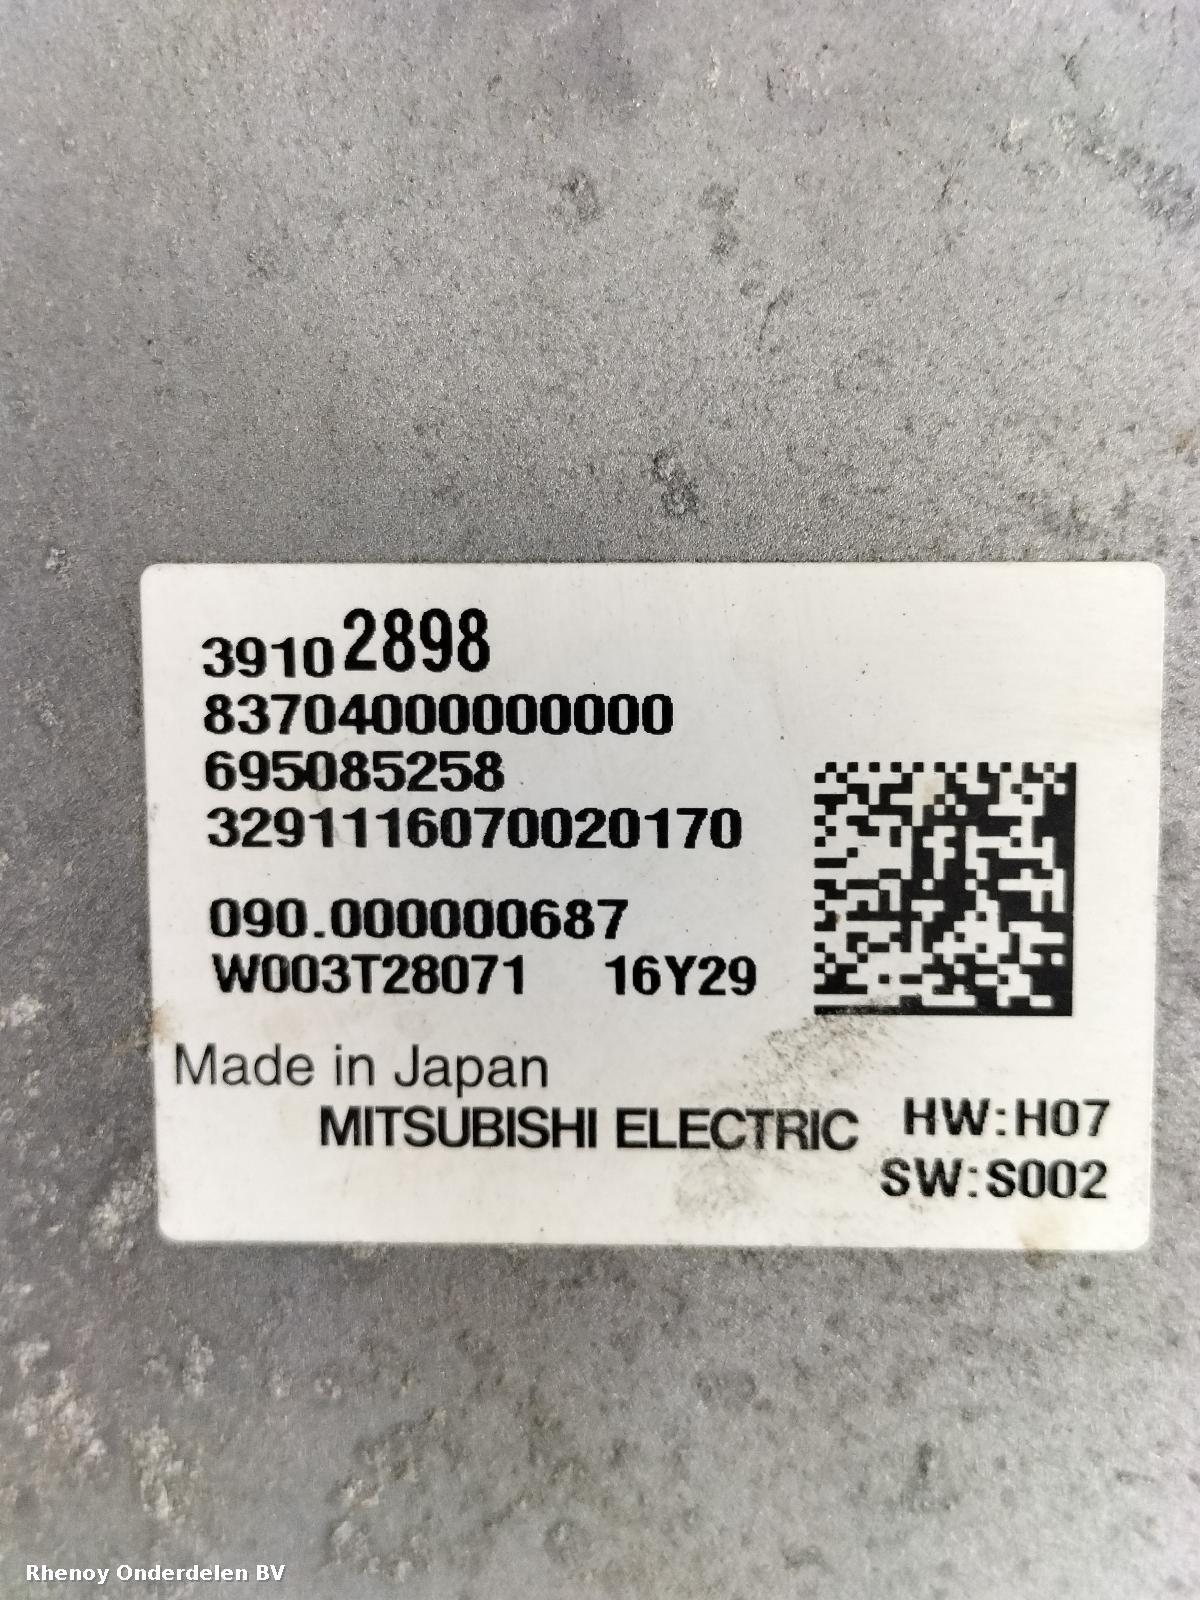 39102898
83704000000000
695085258
3291116070020170
090.000000687
W003T28071 16Y29
Made in Japan
MITSUBISHI ELECTRIC HW:H07
SW:S002
Rhenoy Onderdelen BV